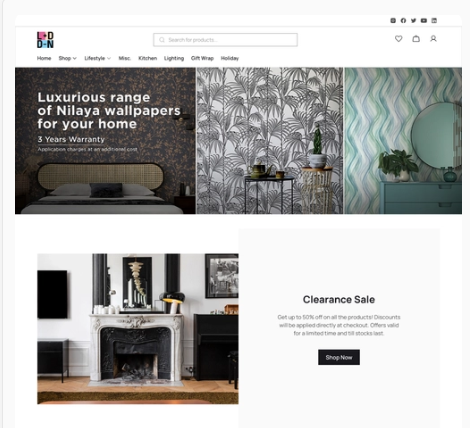 Search for products...
Home Shop Lifestyle Misc. Kitchen Lighting Gift Wrap Holiday
Luxurious range
of Nilaya wallpapers
for your home
3 Years Warranty
Application charges at an additional cost
Clearance Sale
Get up to 50% off on all the products! Discounts
will be applied directly at checkout. Offers valid
for a limited time and till stocks last.
Shop Now